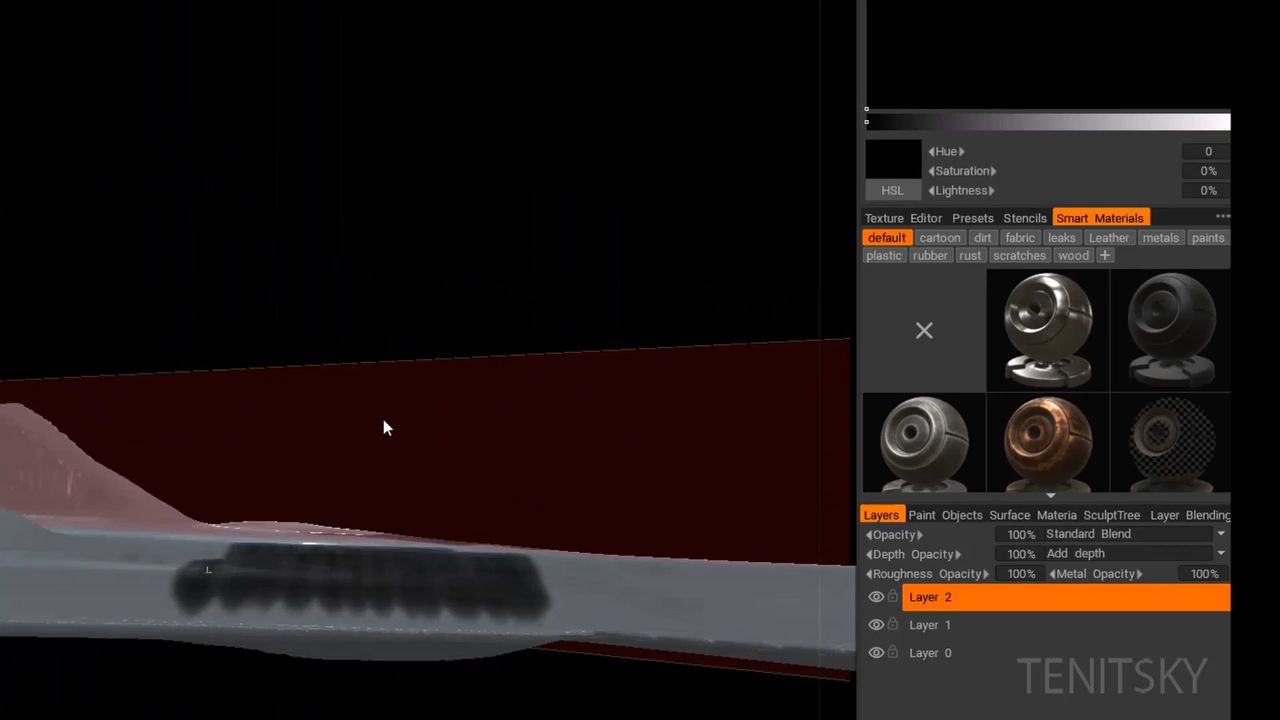 Hue 0
Saturation 0%
HSL Lightness 0%
Texture Editor Presets Stencils Smart Materials •••
default cartoon dirt fabric leaks Leather metals paints
plastic rubber rust scratches wood +
Layers Paint Objects Surface Materia SculptTree Layer Blending
Opacity 100% Standard Blend
Depth Opacity 100% Add depth
Roughness Opacity 100% Metal Opacity 100%
Layer 2
Layer 1
Layer 0
TENITSKY